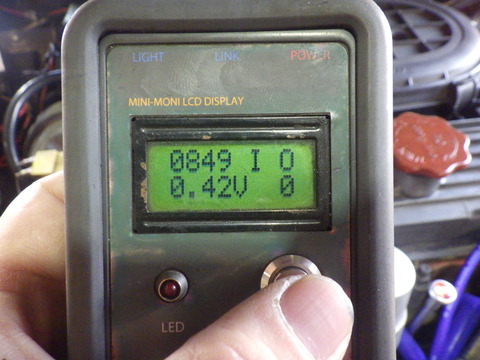 LIGHT LINK POWER
MINI-MONI LCD DISPLAY
0849 I 0
0.42V 0
LED